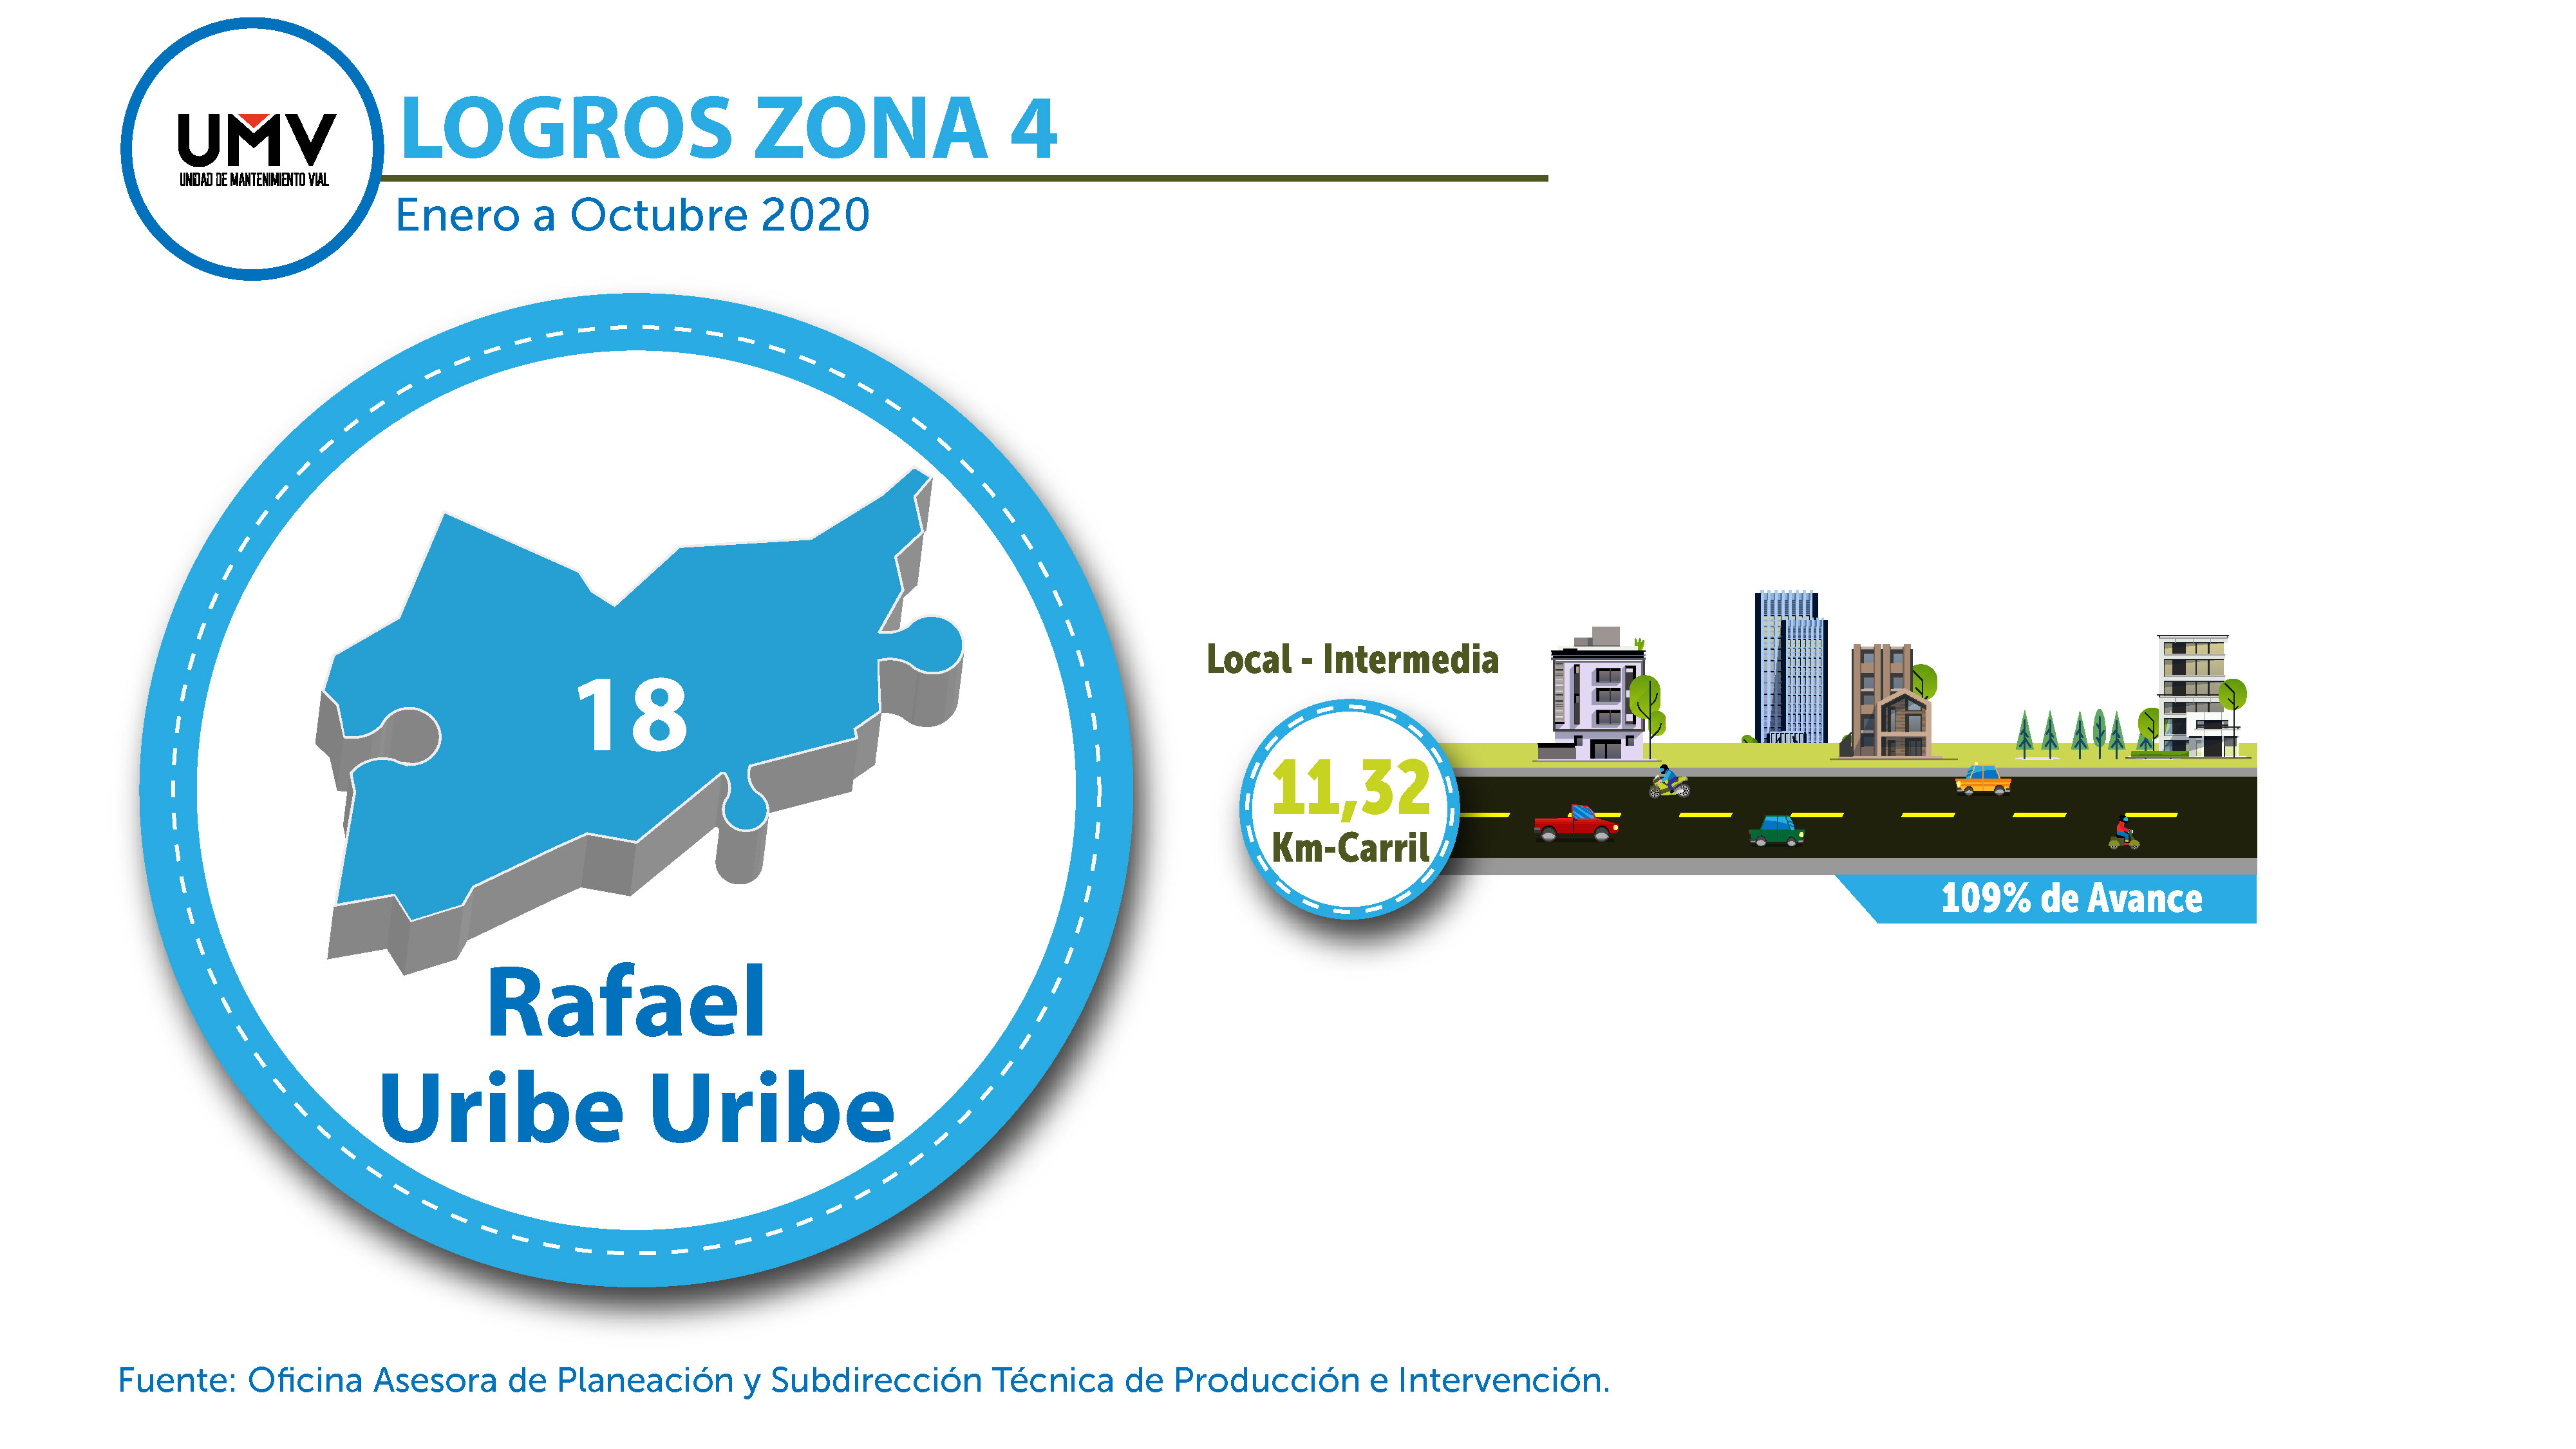 UMV
UNIDAD DE MANTENIMIENTO VIAL
LOGROS ZONA 4
Enero a Octubre 2020
18
Rafael
Uribe Uribe
Local - Intermedia
11,32
Km-Carril
109% de Avance
Fuente: Oficina Asesora de Planeación y Subdirección Técnica de Producción e Intervención.